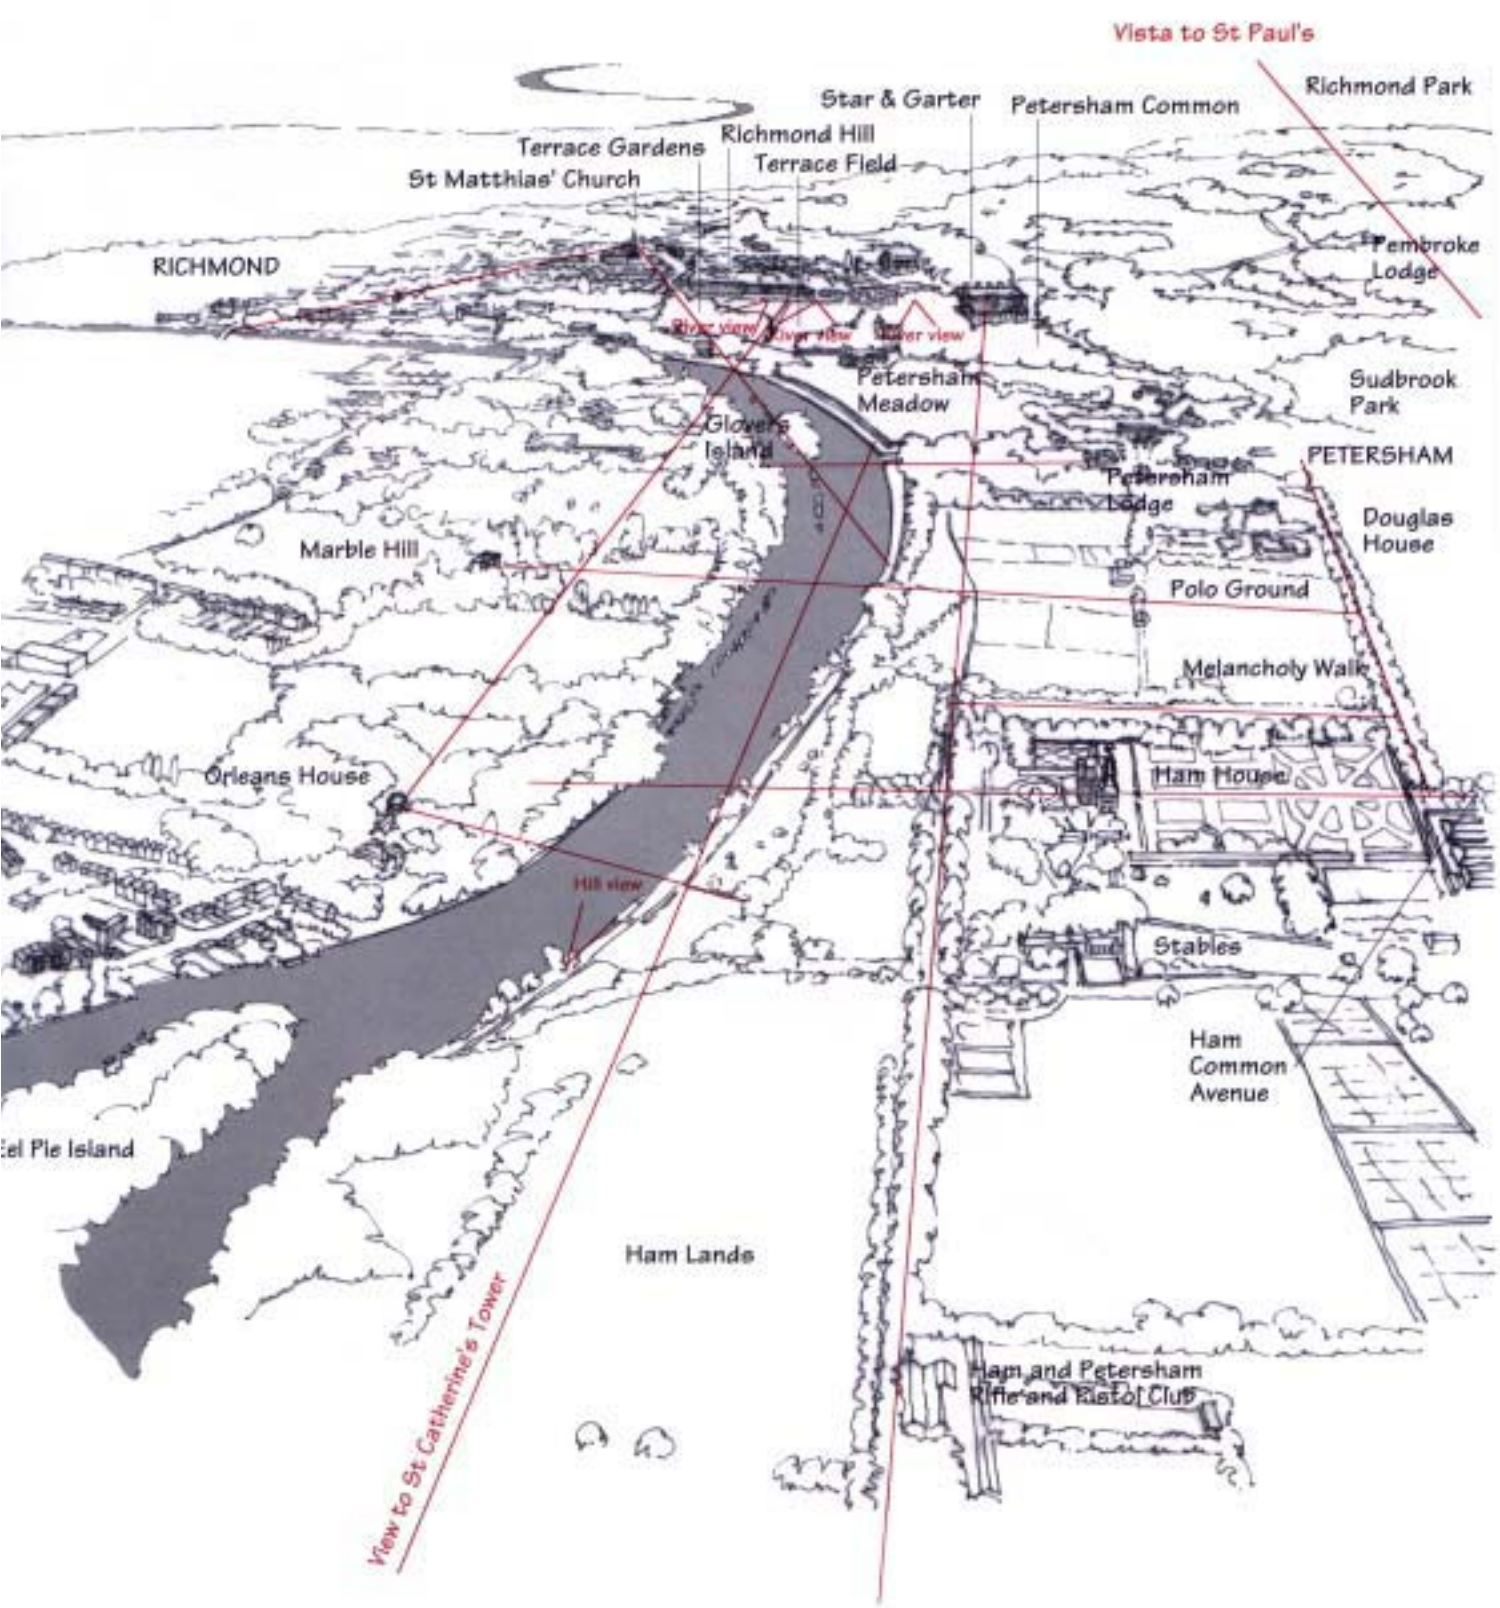 Vista to St Paul's
Richmond Park
Star & Garter
Petersham Common
Richmond Hill
Terrace Gardens
Terrace Field
St Matthias' Church
Pembroke
Lodge
RICHMOND
River view
River view
River view
Petersham
Meadow
Sudbrook
Park
Glovers
Island
PETERSHAM
Petersham
Lodge
Douglas
House
Marble Hill
Polo Ground
Melancholy Walk
Orleans House
Ham House
Hill view
Stables
Ham
Common
Avenue
Eel Pie Island
Ham Lands
View to St Catherine's Tower
Ham and Petersham
Rifle and Pistol Club